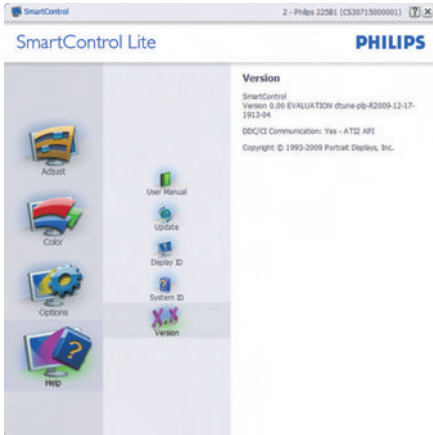 SmartControl
2 - Philips 225B1 (CS30715000001)
?
SmartControl Lite
PHILIPS
Version
SmartControl
Version 0.00 EVALUATION dtune-plp-R2009-12-17-
1913-04
DDC/CI Communication: Yes - ATI2 API
Copyright © 1993-2009 Portrait Displays, Inc.
Adjust
Color
Options
?
Help
User Manual
Update
Display ID
?
System ID
X.X
Version